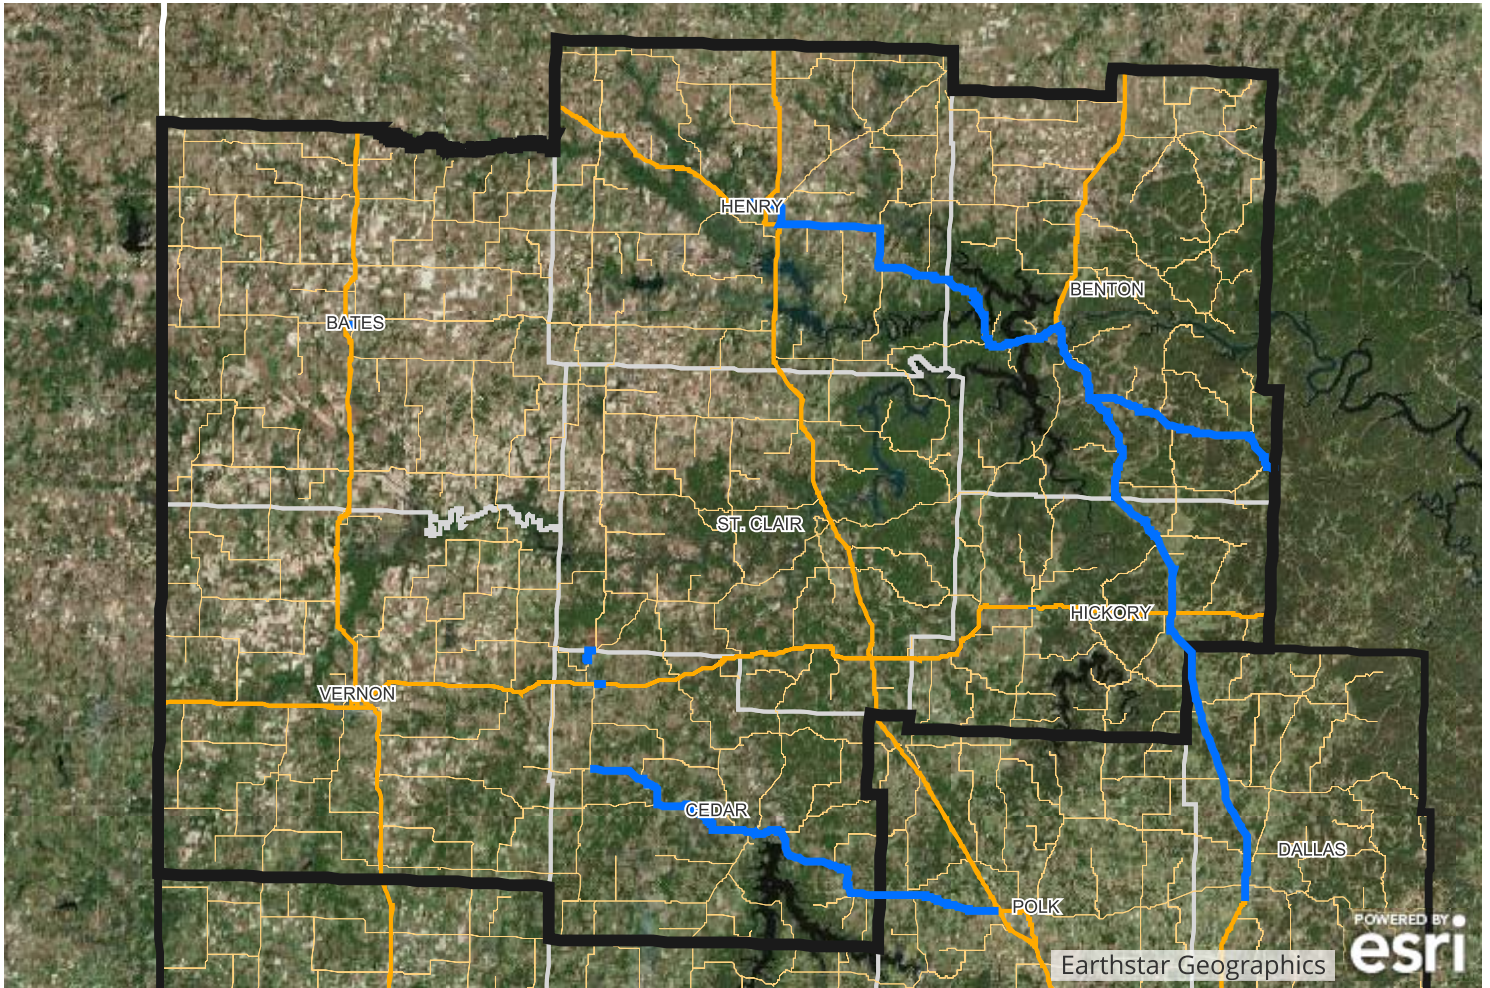 HENRY
BENTON
BATES
ST. CLAIR
HICKORY
VERNON
CEDAR
DALLAS
POLK
POWERED BY
esri
Earthstar Geographics